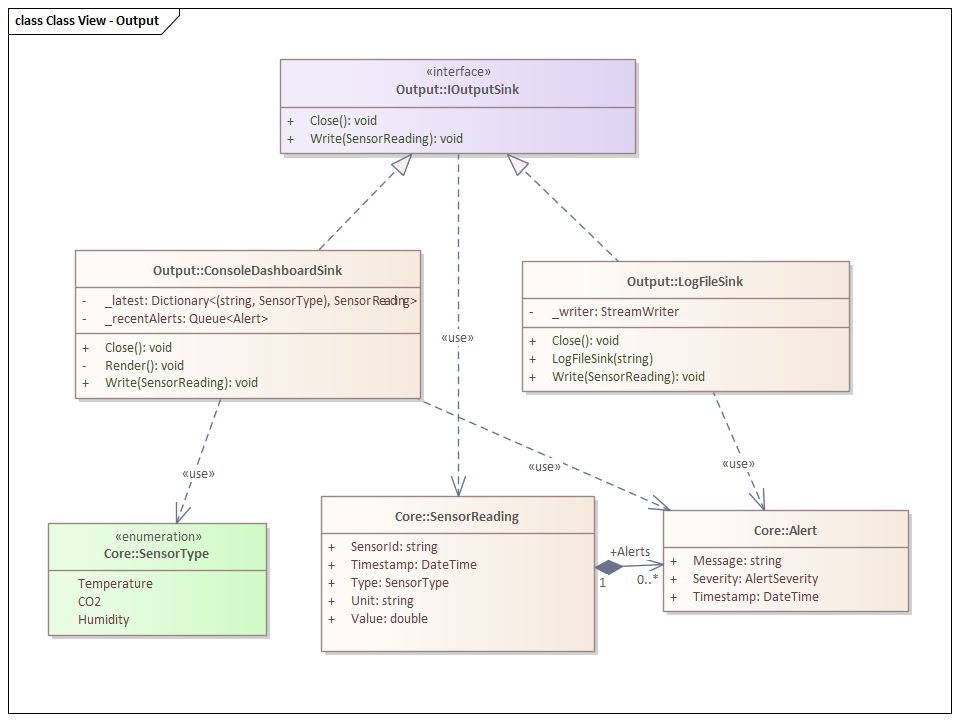 class Class View - Output
«interface»
Output::IOutputSink
+ Close(): void
+ Write(SensorReading): void
Output::ConsoleDashboardSink
- _latest: Dictionary<(string, SensorType), SensorReading>
- _recentAlerts: Queue<Alert>
+ Close(): void
- Render(): void
+ Write(SensorReading): void
Output::LogFileSink
- _writer: StreamWriter
+ Close(): void
+ LogFileSink(string)
+ Write(SensorReading): void
«use»
«use»
«use»
«use»
«enumeration»
Core::SensorType
Temperature
CO2
Humidity
Core::SensorReading
+ SensorId: string
+ Timestamp: DateTime
+ Type: SensorType
+ Unit: string
+ Value: double
+Alerts
1
0..*
Core::Alert
+ Message: string
+ Severity: AlertSeverity
+ Timestamp: DateTime